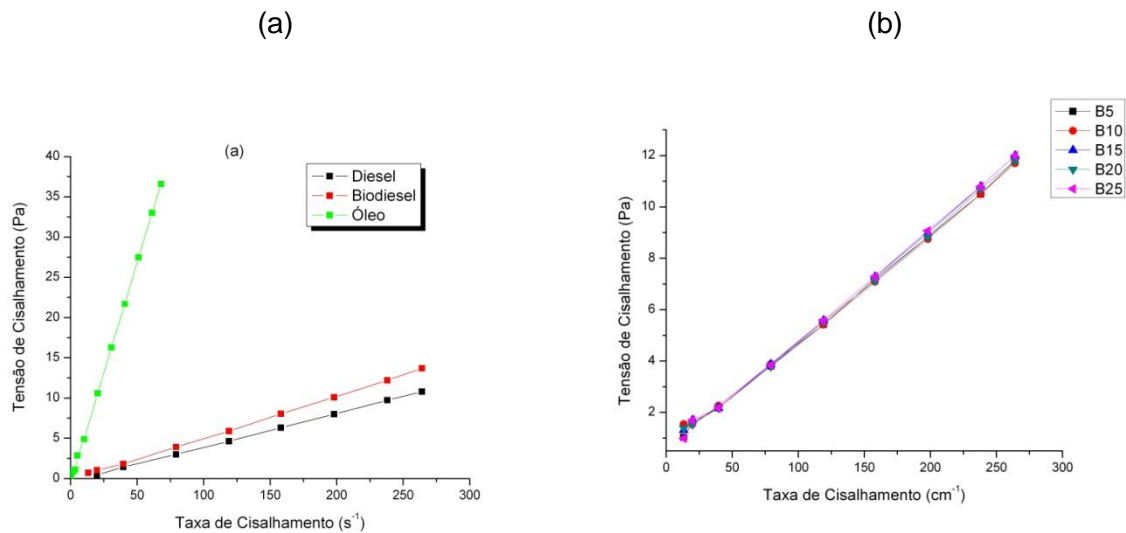 (a)
(b)
(a)
Diesel
Biodiesel
Óleo
Tensão de Cisalhamento (Pa)
40
35
30
25
20
15
10
5
0
0 50 100 150 200 250 300
Taxa de Cisalhamento (s⁻¹)
B5
B10
B15
B20
B25
Tensão de Cisalhamento (Pa)
12
10
8
6
4
2
0 50 100 150 200 250 300
Taxa de Cisalhamento (cm⁻¹)